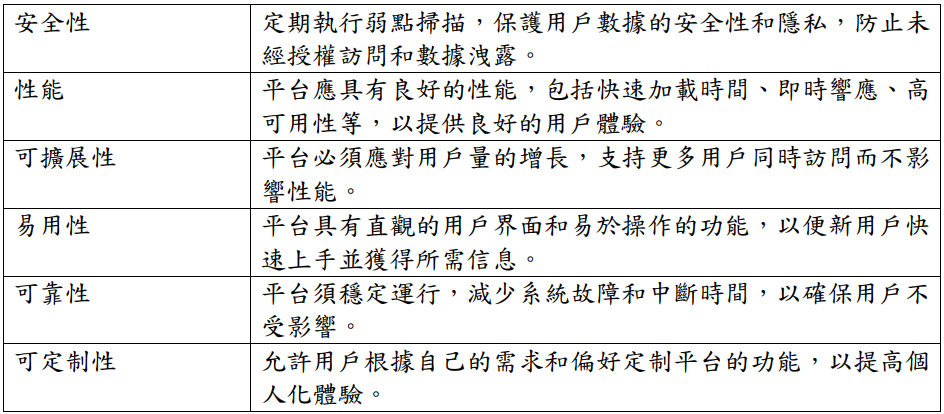 安全性
定期執行弱點掃描，保護用戶數據的安全性和隱私，防止未
經授權訪問和數據洩露。
性能
平台應具有良好的性能，包括快速加載時間、即時響應、高
可用性等，以提供良好的用戶體驗。
可擴展性
平台必須應對用戶量的增長，支持更多用戶同時訪問而不影
響性能。
易用性
平台具有直觀的用戶界面和易於操作的功能，以便新用戶快
速上手並獲得所需信息。
可靠性
平台須穩定運行，減少系統故障和中斷時間，以確保用戶不
受影響。
可定制性
允許用戶根據自己的需求和偏好定制平台的功能，以提高個
人化體驗。